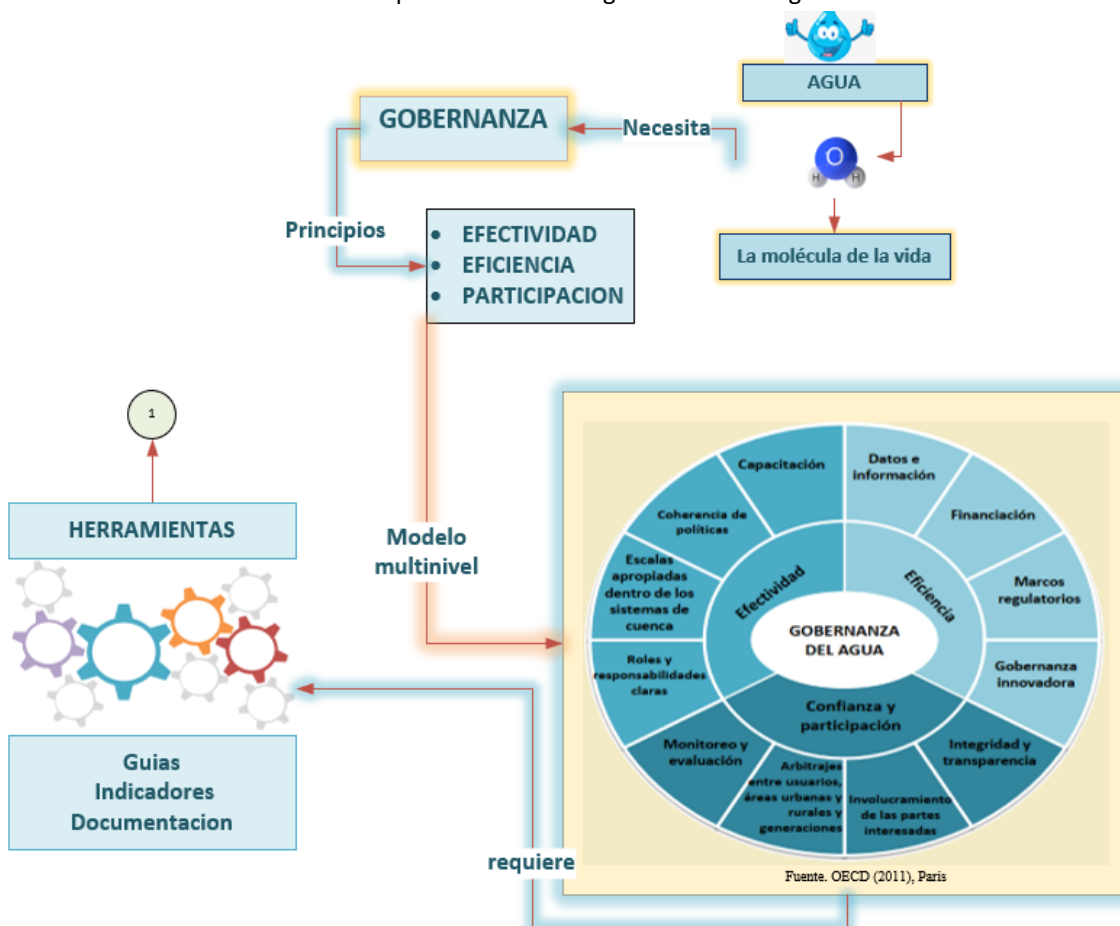 AGUA
GOBERNANZA
Necesita
O
H H
Principios
• EFECTIVIDAD
• EFICIENCIA
• PARTICIPACION
La molécula de la vida
1
HERRAMIENTAS
Modelo
multinivel
Guias
Indicadores
Documentacion
requiere
Capacitación
Datos e
información
Coherencia de
políticas
Financiación
Escalas
apropiadas
dentro de los
sistemas de
cuenca
Marcos
regulatorios
Efectividad
Eficiencia
GOBERNANZA
DEL AGUA
Roles y
responsabilidades
claras
Gobernanza
innovadora
Confianza y
participación
Monitoreo y
evaluación
Integridad y
transparencia
Arbitrajes
entre usuarios,
áreas urbanas y
rurales y
generaciones
Involucramiento
de las partes
interesadas
Fuente. OECD (2011), Paris